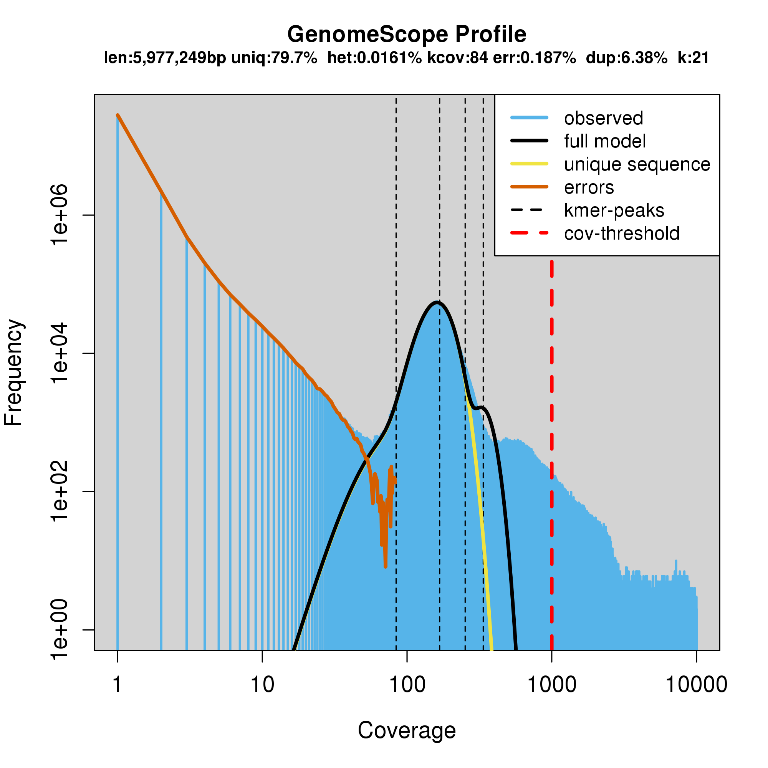 GenomeScope Profile
len:5,977,249bp uniq:79.7% het:0.0161% kcov:84 err:0.187% dup:6.38% k:21
observed
full model
unique sequence
errors
kmer-peaks
cov-threshold
Frequency
1e+06
1e+04
1e+02
1e+00
1 10 100 1000 10000
Coverage